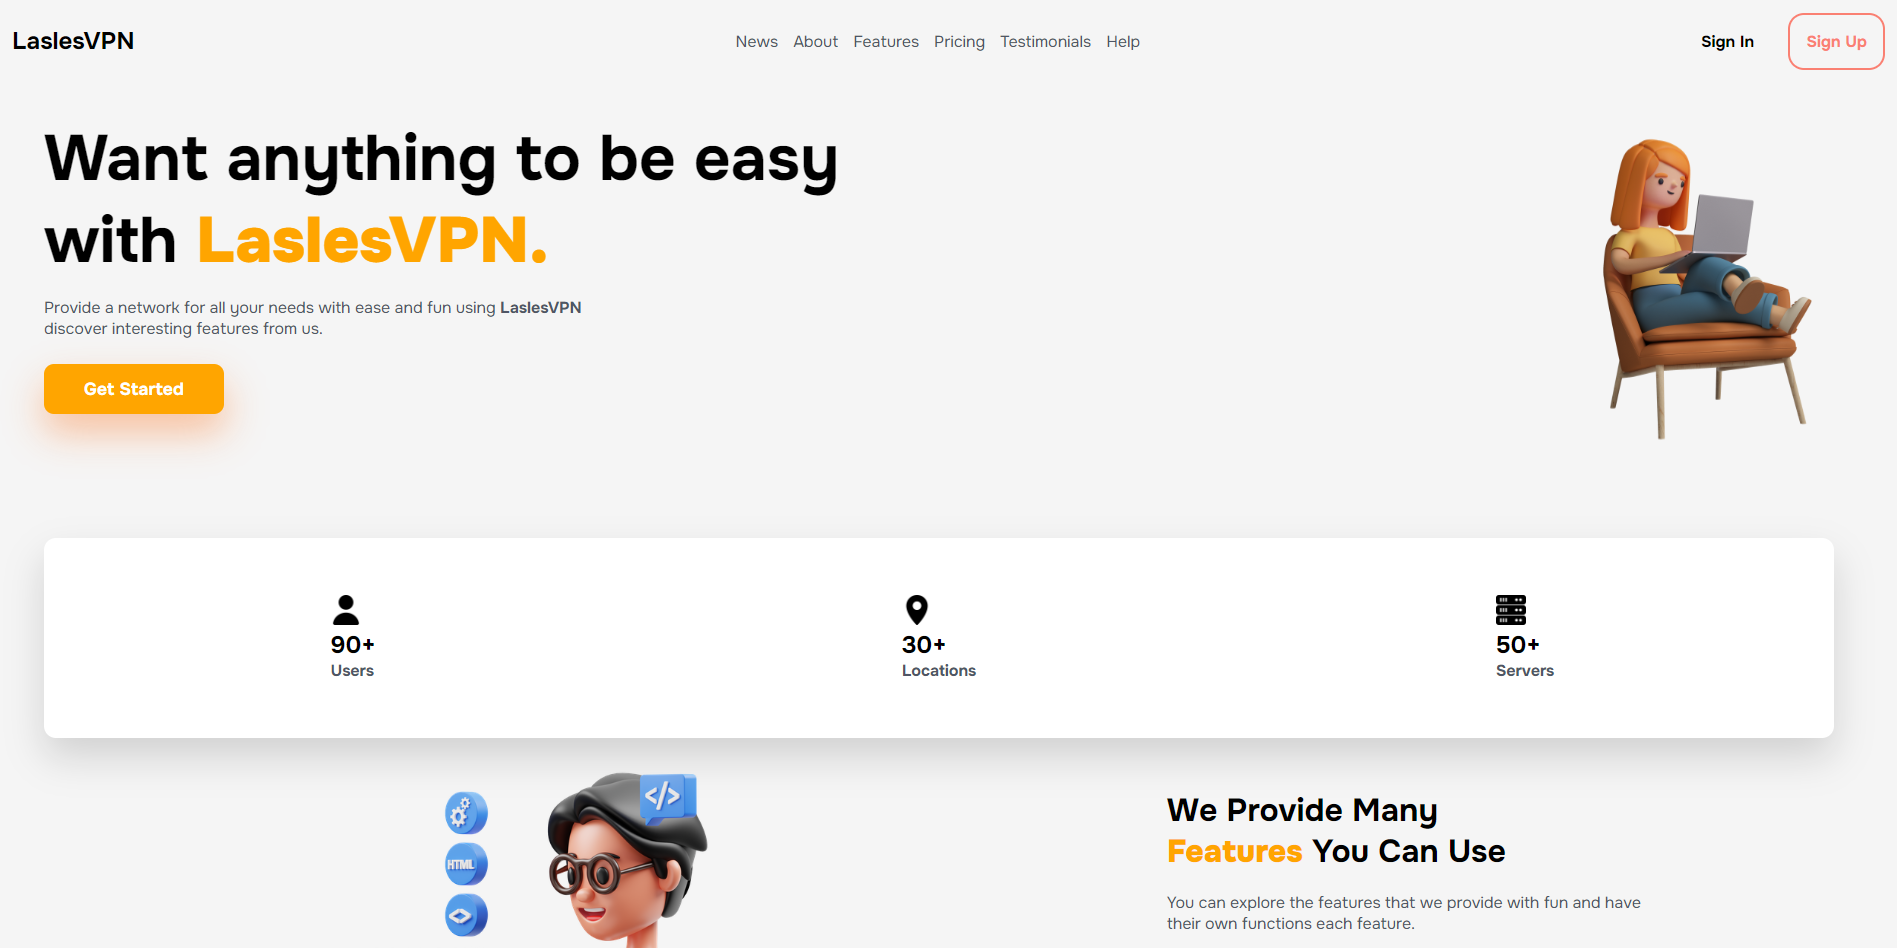 LaslesVPN
News About Features Pricing Testimonials Help
Sign In
Sign Up
Want anything to be easy
with LaslesVPN.
Provide a network for all your needs with ease and fun using LaslesVPN
discover interesting features from us.
Get Started
90+
Users
30+
Locations
50+
Servers
</>
HTML
<>
We Provide Many
Features You Can Use
You can explore the features that we provide with fun and have
their own functions each feature.